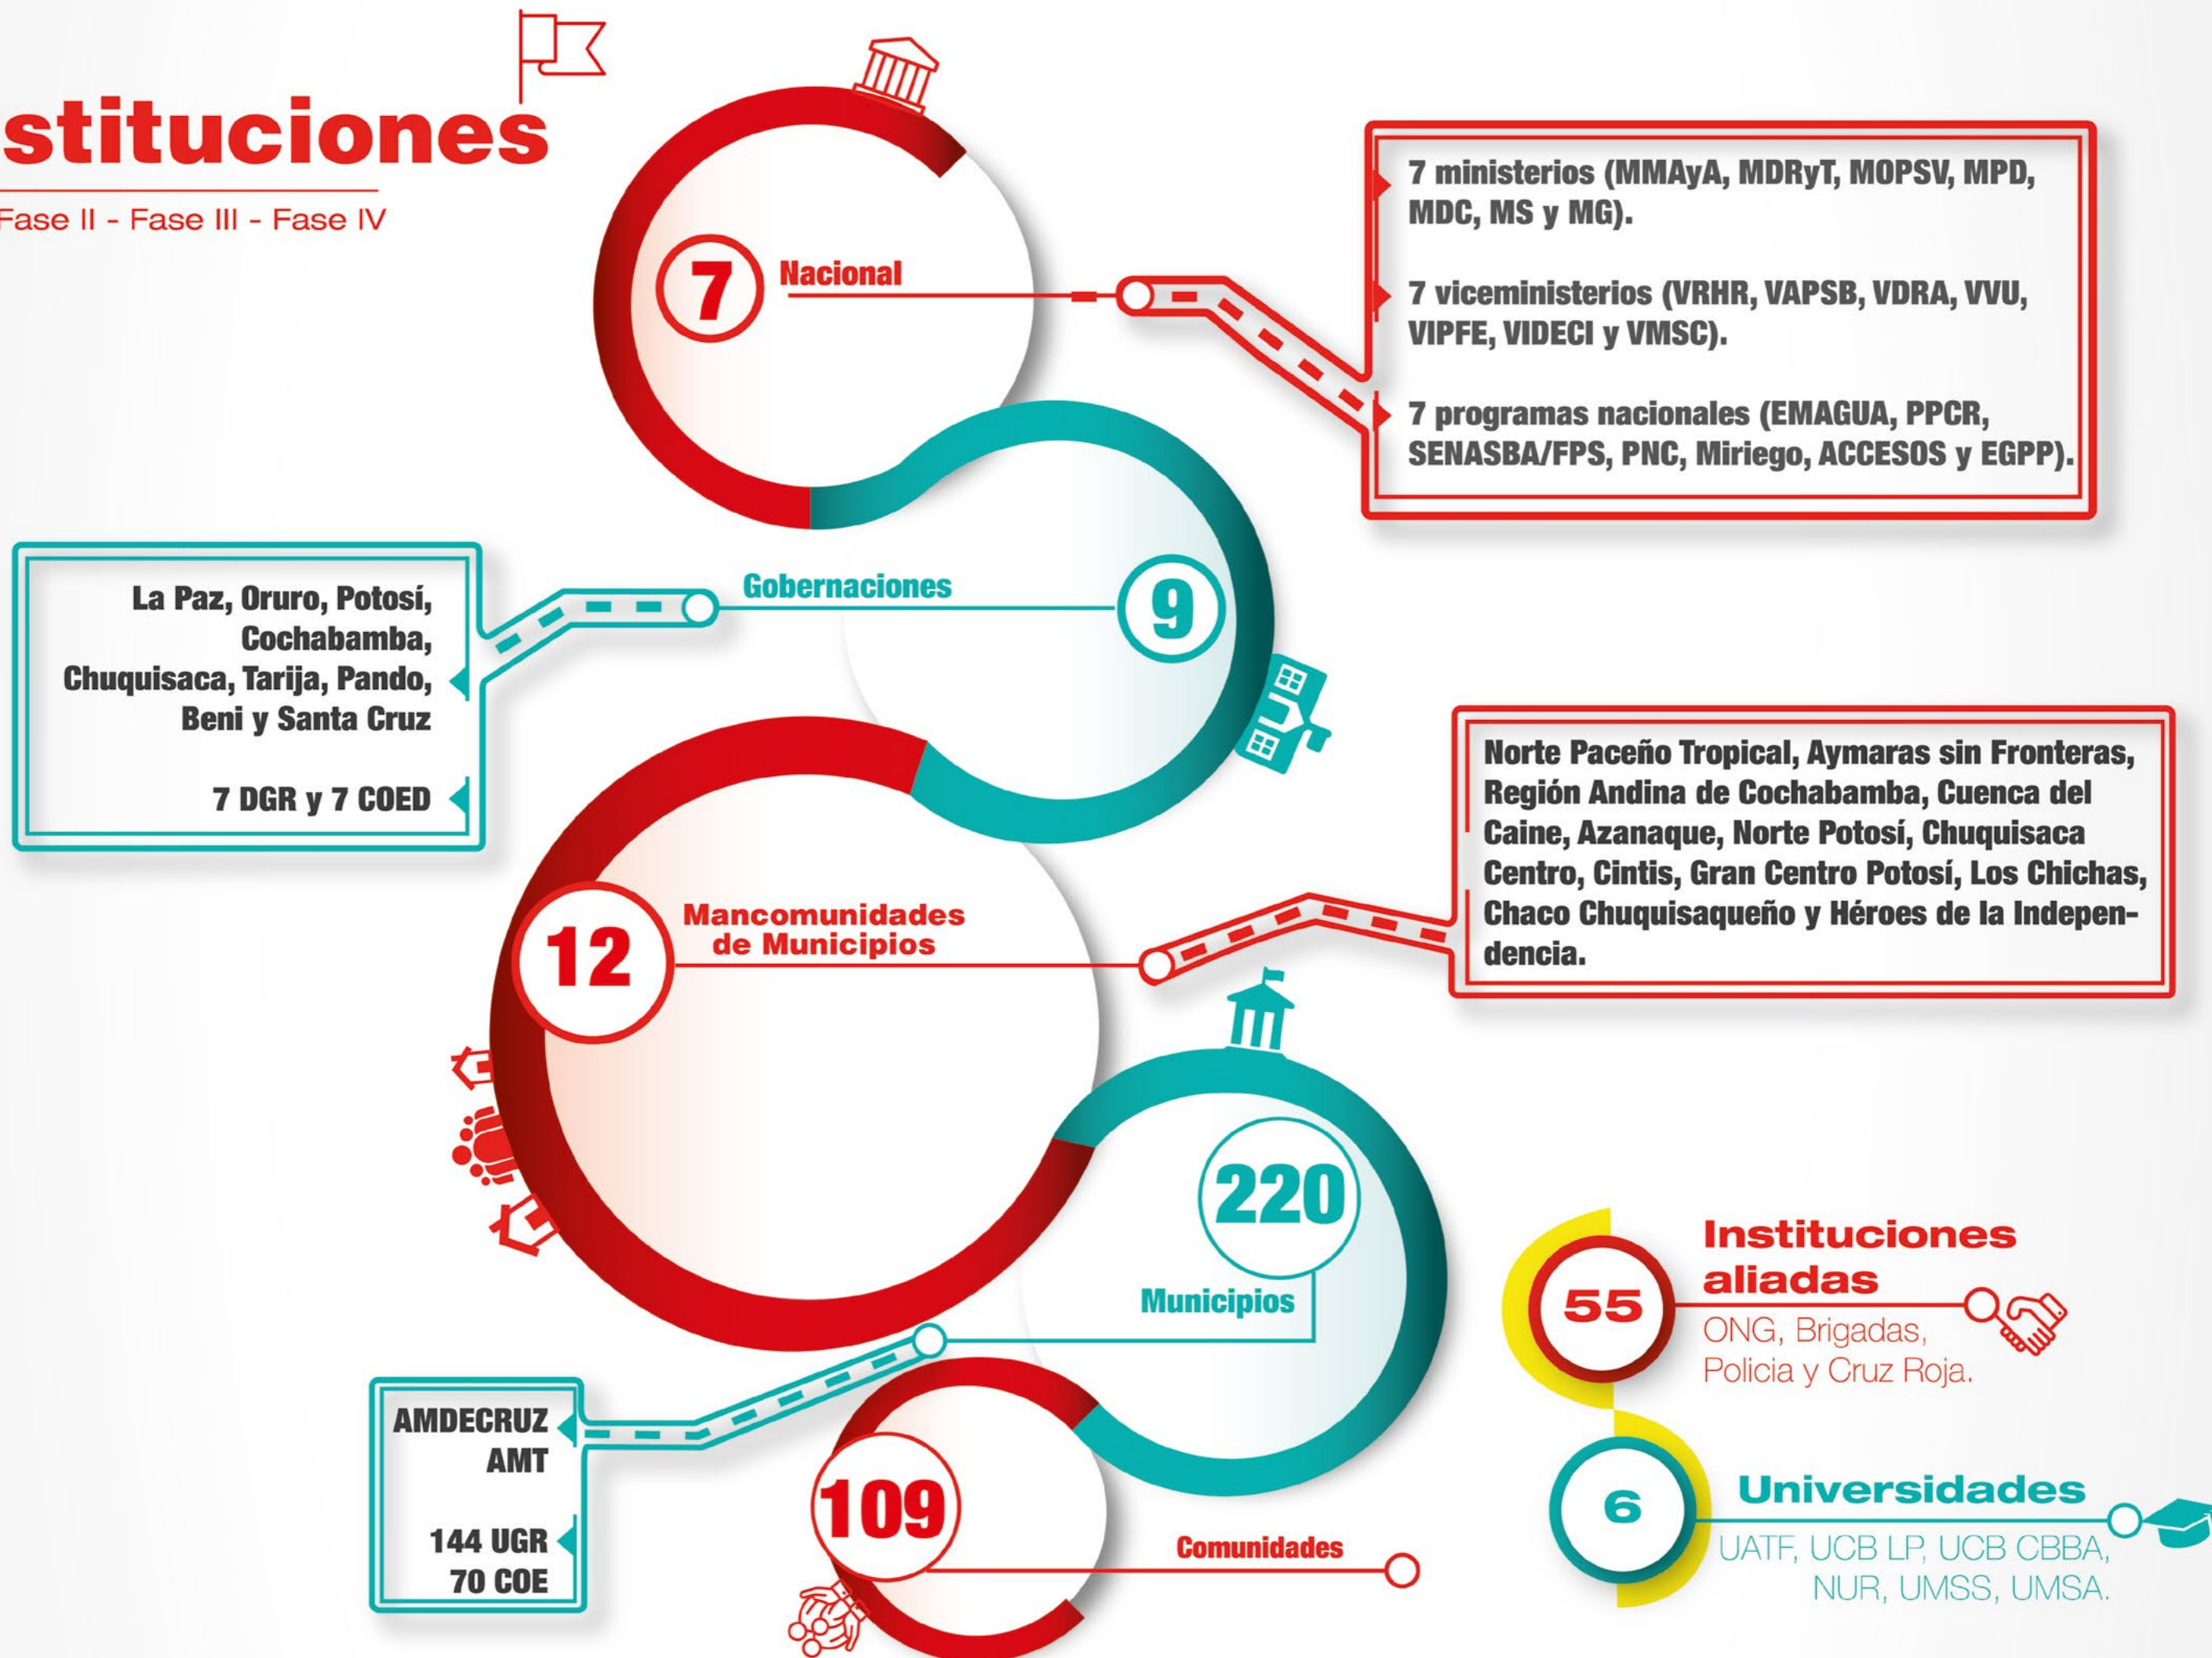 stituciones
Fase II - Fase III - Fase IV
7
Nacional
7 ministerios (MMAyA, MDRyT, MOPSV, MPD,
MDC, MS y MG).
7 viceministerios (VRHR, VAPSB, VDRA, VVU,
VIPFE, VIDECI y VMSC).
7 programas nacionales (EMAGUA, PPCR,
SENASBA/FPS, PNC, Miriego, ACCESOS y EGPP).
La Paz, Oruro, Potosí,
Cochabamba,
Chuquisaca, Tarija, Pando,
Beni y Santa Cruz
7 DGR y 7 COED
Gobernaciones
9
12
Mancomunidades
de Municipios
Norte Paceño Tropical, Aymaras sin Fronteras,
Región Andina de Cochabamba, Cuenca del
Caine, Azanaque, Norte Potosí, Chuquisaca
Centro, Cintis, Gran Centro Potosí, Los Chichas,
Chaco Chuquisaqueño y Héroes de la Indepen-
dencia.
220
Municipios
AMDECRUZ
AMT
144 UGR
70 COE
109
Comunidades
55
Instituciones
aliadas
ONG, Brigadas,
Policia y Cruz Roja.
6
Universidades
UATF, UCB LP, UCB CBBA,
NUR, UMSS, UMSA.